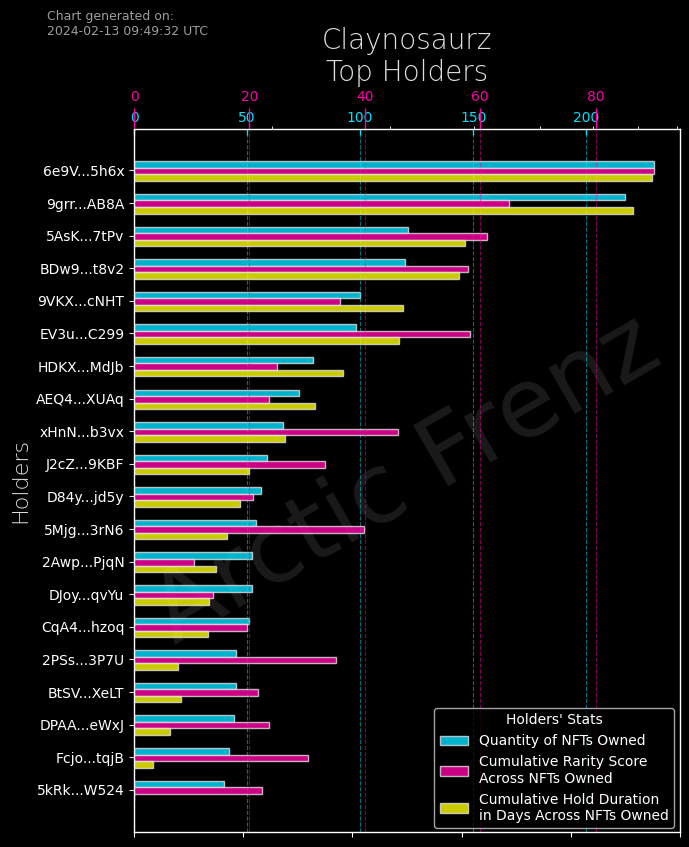 Chart generated on:
2024-02-13 09:49:32 UTC
Claynosaurz
Top Holders
0 20 40 60 80
0 50 100 150 200
Holders
6e9V...5h6x
9grr...AB8A
5AsK...7tPv
BDw9...t8v2
9VKX...cNHT
EV3u...C299
HDKX...MdJb
AEQ4...XUAq
xHnN...b3vx
J2cZ...9KBF
D84y...jd5y
5Mjg...3rN6
2Awp...PjqN
DJoy...qvYu
CqA4...hzoq
2PSs...3P7U
BtSV...XeLT
DPAA...eWxJ
Fcjo...tqjB
5kRk...W524
Arctic Frenz
Holders' Stats
Quantity of NFTs Owned
Cumulative Rarity Score
Across NFTs Owned
Cumulative Hold Duration
in Days Across NFTs Owned